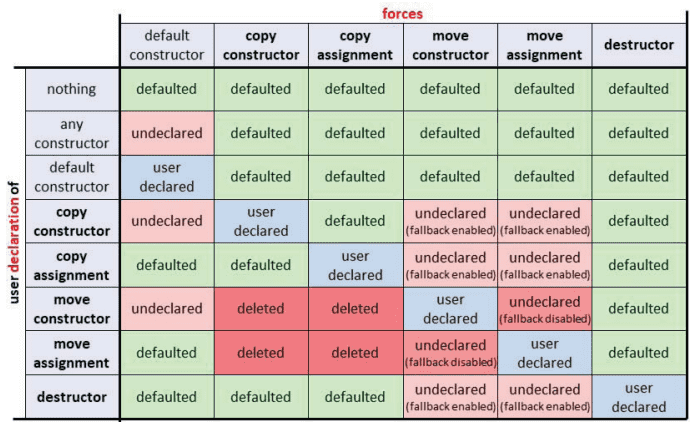 forces
default constructor copy constructor copy assignment move constructor move assignment destructor
user declaration of
nothing defaulted defaulted defaulted defaulted defaulted defaulted
any constructor undeclared defaulted defaulted defaulted defaulted defaulted
default constructor user declared defaulted defaulted defaulted defaulted defaulted
copy constructor undeclared user declared defaulted undeclared (fallback enabled) undeclared (fallback enabled) defaulted
copy assignment defaulted defaulted user declared undeclared (fallback enabled) undeclared (fallback enabled) defaulted
move constructor undeclared deleted deleted user declared undeclared (fallback disabled) defaulted
move assignment defaulted deleted deleted undeclared (fallback disabled) user declared defaulted
destructor defaulted defaulted defaulted undeclared (fallback enabled) undeclared (fallback enabled) user declared